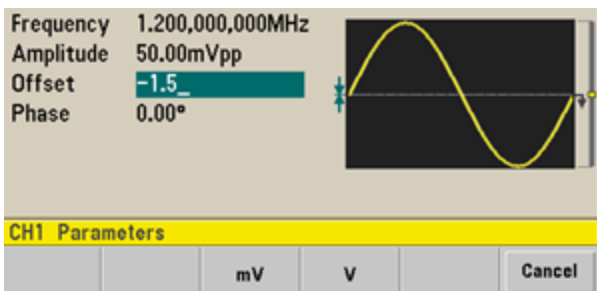 Frequency 1.200,000,000MHz
Amplitude 50.00mVpp
Offset -1.5_
Phase 0.00°
CH1 Parameters
mV V Cancel